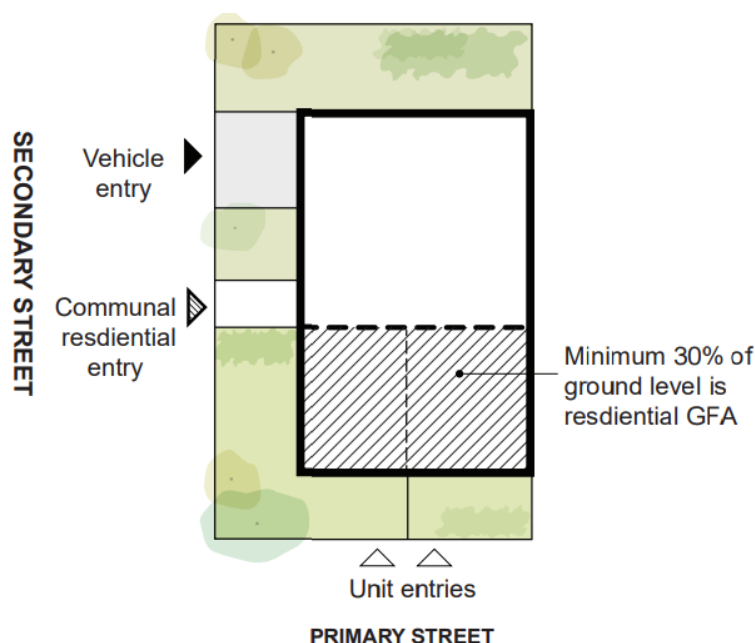 SECONDARY STREET
Vehicle
entry
Communal
resdiential
entry
Minimum 30% of
ground level is
resdiential GFA
Unit entries
PRIMARY STREET